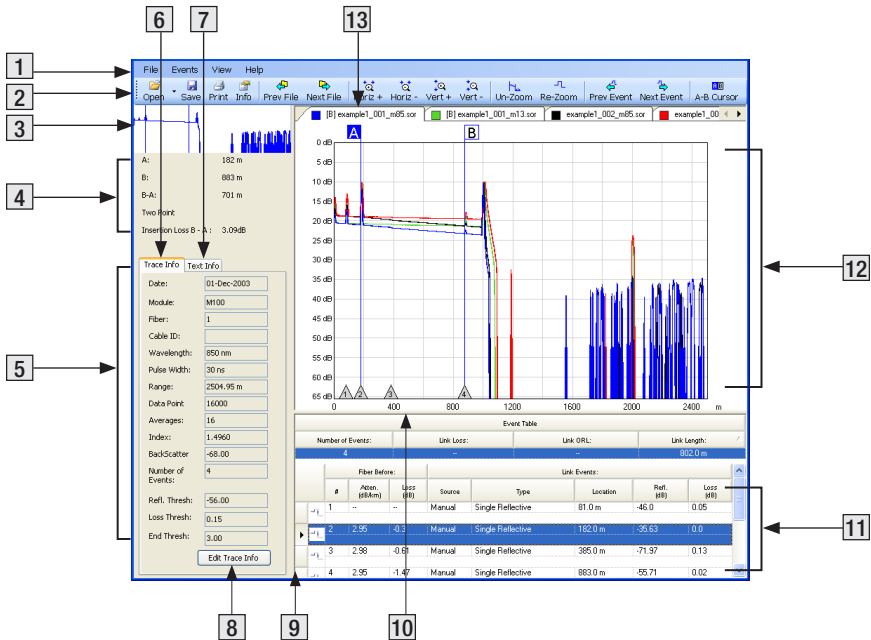 6 7 13
1 File Events View Help
2 Open Save Print Info Prev File Next File Horiz + Horiz - Vert + Vert - Un-Zoom Re-Zoom Prev Event Next Event A-B Cursor
[B] example1_001_m85.sor [B] example1_001_m13.sor example1_002_m85.sor example1_00
3
A B
4
A: 182 m
B: 883 m
B-A: 701 m
Two Point
Insertion Loss B - A : 3.09dB
0 dB
5 dB
10 dB
15 dB
20 dB
25 dB
30 dB
35 dB
40 dB
45 dB
50 dB
55 dB
60 dB
65 dB
1 2 3 4
0 400 800 1200 1600 2000 2400 m
12
5
Trace Info Text Info
Date: 01-Dec-2003
Module: M100
Fiber: 1
Cable ID:
Wavelength: 850 nm
Pulse Width: 30 ns
Range: 2504.95 m
Data Point 16000
Averages: 16
Index: 1.4960
BackScatter -68.00
Number of Events: 4
Refl. Thresh: -56.00
Loss Thresh: 0.15
End Thresh: 3.00
Edit Trace Info
Event Table
Number of Events: Link Loss: Link ORL: Link Length:
4 -- -- 802.0 m
Fiber Before: Link Events:
# Atten. (dB/km) Loss (dB) Source Type Location Refl. (dB) Loss (dB)
1 -- -- Manual Single Reflective 81.0 m -46.0 0.05
2 2.95 -0.3 Manual Single Reflective 182.0 m -35.63 0.0
3 2.98 -0.61 Manual Single Reflective 385.0 m -71.97 0.13
4 2.95 -1.47 Manual Single Reflective 883.0 m -55.71 0.02
11
8 9 10